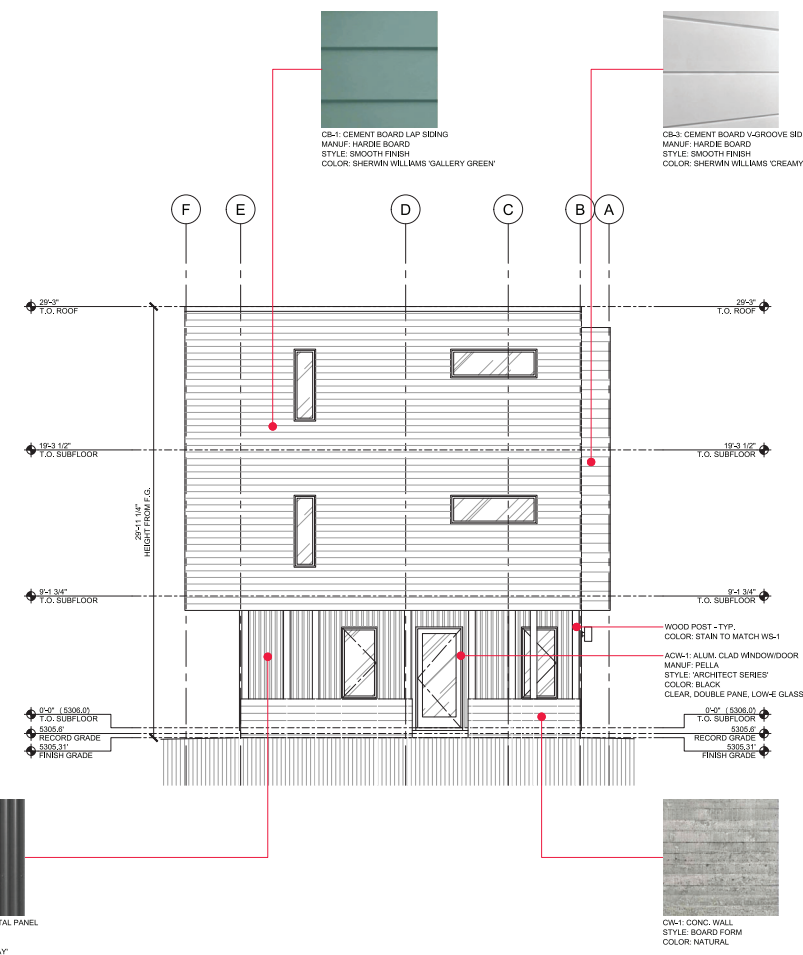 CB-1: CEMENT BOARD LAP SIDING
MANUF: HARDIE BOARD
STYLE: SMOOTH FINISH
COLOR: SHERWIN WILLIAMS 'GALLERY GREEN'
CB-3: CEMENT BOARD V-GROOVE SID
MANUF: HARDIE BOARD
STYLE: SMOOTH FINISH
COLOR: SHERWIN WILLIAMS 'CREAMY
F
E
D
C
B
A
29'-3"
T.O. ROOF
29'-3"
T.O. ROOF
19'-3 1/2"
T.O. SUBFLOOR
19'-3 1/2"
T.O. SUBFLOOR
29'-11 1/4"
HEIGHT FROM F.G.
9'-1 3/4"
T.O. SUBFLOOR
9'-1 3/4"
T.O. SUBFLOOR
WOOD POST - TYP.
COLOR: STAIN TO MATCH WS-1
ACW-1: ALUM. CLAD WINDOW/DOOR
MANUF: PELLA
STYLE: 'ARCHITECT SERIES'
COLOR: BLACK
CLEAR, DOUBLE PANE, LOW-E GLASS
0'-0" (5306.0')
T.O. SUBFLOOR
5305.6'
RECORD GRADE
5305.31'
FINISH GRADE
0'-0" (5306.0')
T.O. SUBFLOOR
5305.6'
RECORD GRADE
5305.31'
FINISH GRADE
TAL PANEL
AY'
CW-1: CONC. WALL
STYLE: BOARD FORM
COLOR: NATURAL